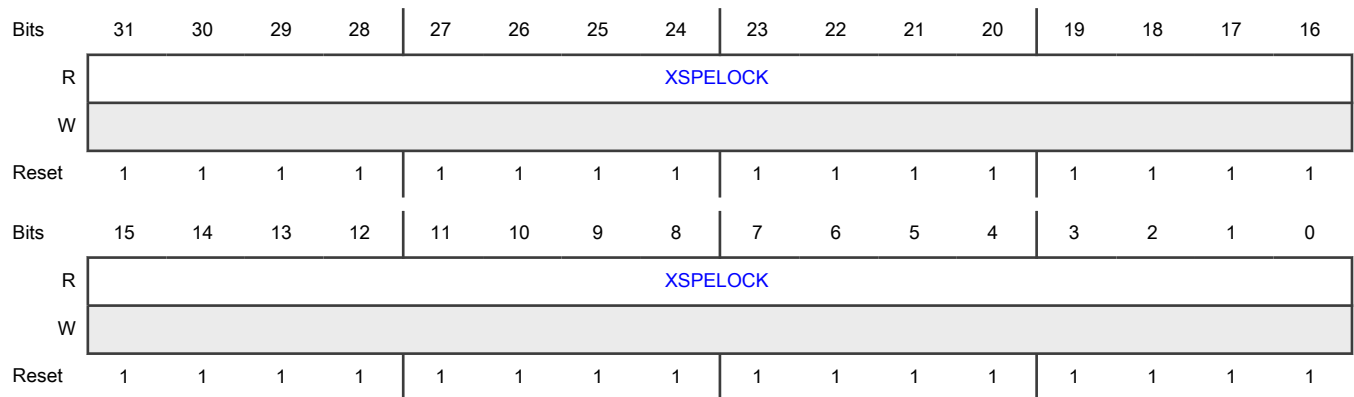 Bits 31 30 29 28 27 26 25 24 23 22 21 20 19 18 17 16
R XSPELOCK
W
Reset 1 1 1 1 1 1 1 1 1 1 1 1 1 1 1 1
Bits 15 14 13 12 11 10 9 8 7 6 5 4 3 2 1 0
R XSPELOCK
W
Reset 1 1 1 1 1 1 1 1 1 1 1 1 1 1 1 1